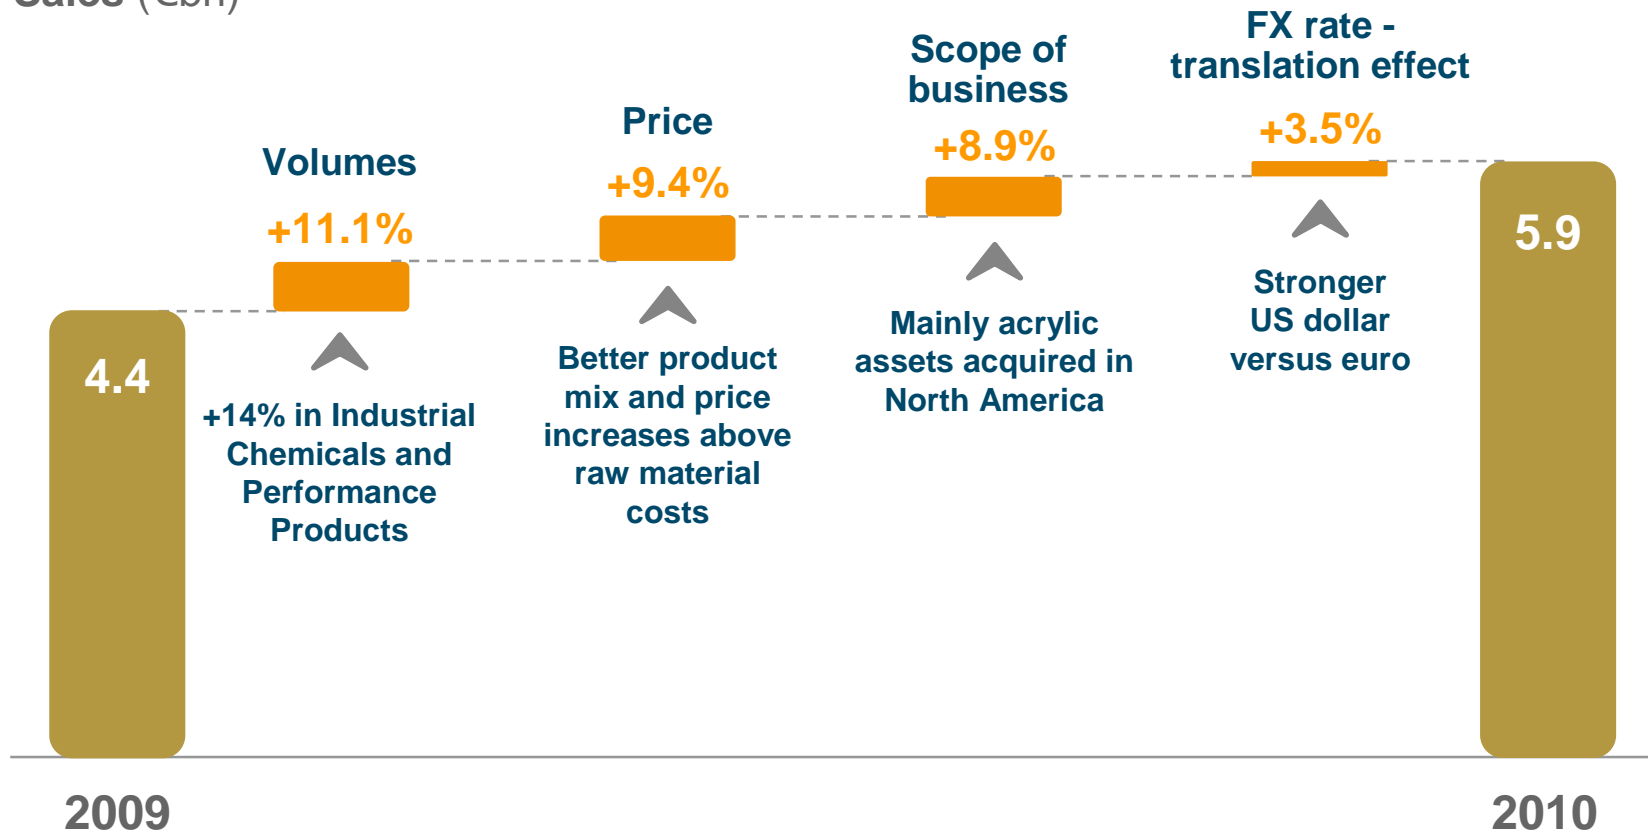 Sales (€bn)
Volumes
+11.1%
+14% in Industrial
Chemicals and
Performance
Products
Price
+9.4%
Better product
mix and price
increases above
raw material
costs
Scope of
business
+8.9%
Mainly acrylic
assets acquired in
North America
FX rate -
translation effect
+3.5%
Stronger
US dollar
versus euro
4.4
5.9
2009
2010